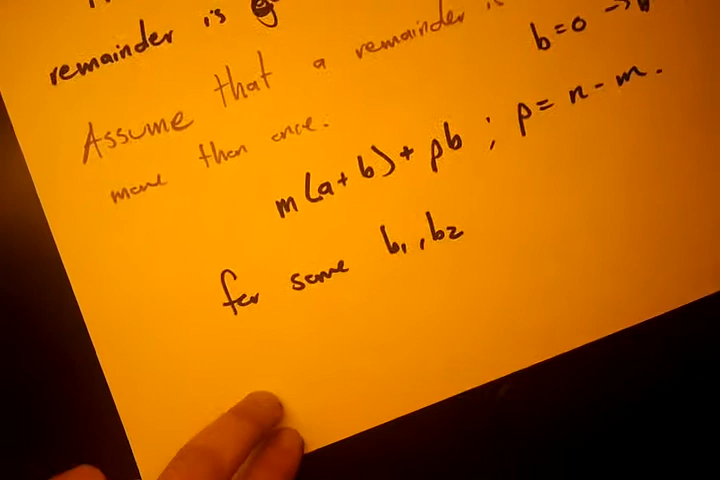 remainder is
b=0 →
Assume that a remainder
more than once.
m(a+b)+ pb ; p= n-m.
for some b₁,b₂